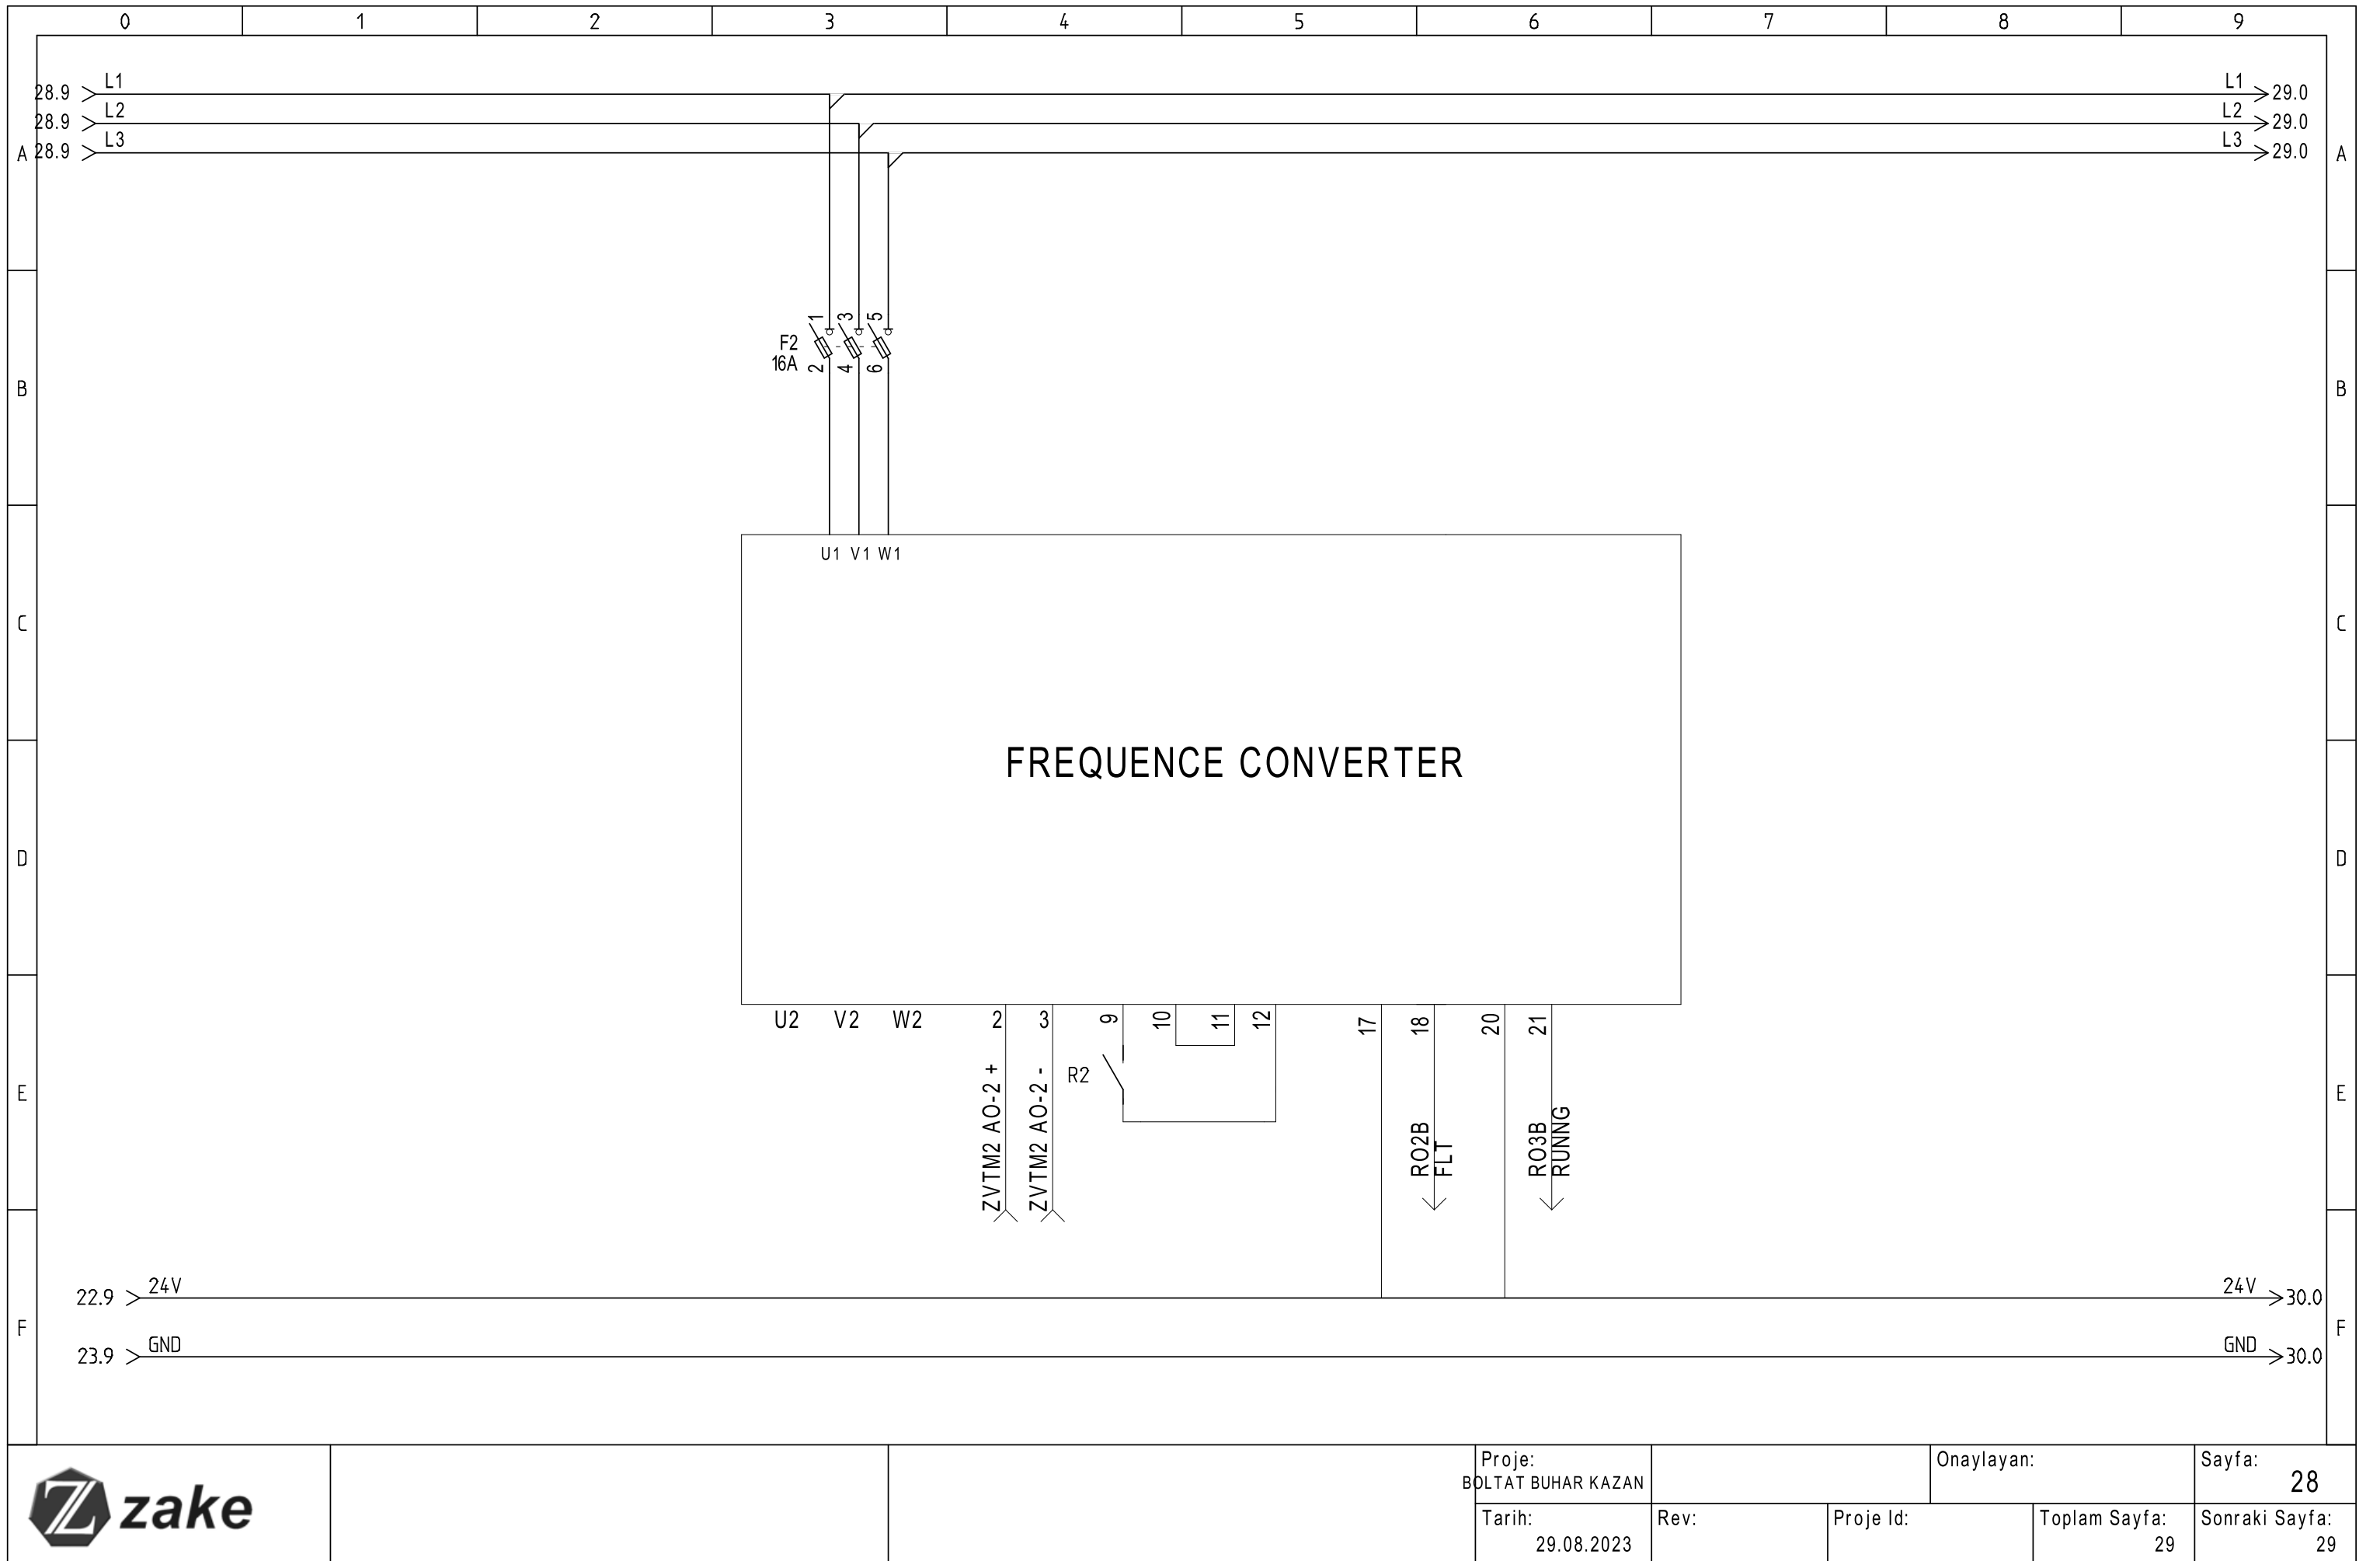 0 1 2 3 4 5 6 7 8 9
L1 L1
28.9 29.0
L2 L2
28.9 29.0
L3 L3
A 28.9 29.0 A
1 3 5
F2
16A
2 4 6
B B
U1 V1 W1
C C
FREQUENCE CONVERTER
D D
U2 V2 W2 2 3 9 10 11 12 17 18 20 21
R2
ZVTM2 AO-2 +
ZVTM2 AO-2 -
RO2B
FLT
RO3B
RUNNG
E E
24V 24V
22.9 30.0
F F
GND GND
23.9 30.0
zake
Proje:
BOLTAT BUHAR KAZAN
Onaylayan:
Sayfa:
28
Tarih:
29.08.2023
Rev:
Proje Id:
Toplam Sayfa:
29
Sonraki Sayfa:
29